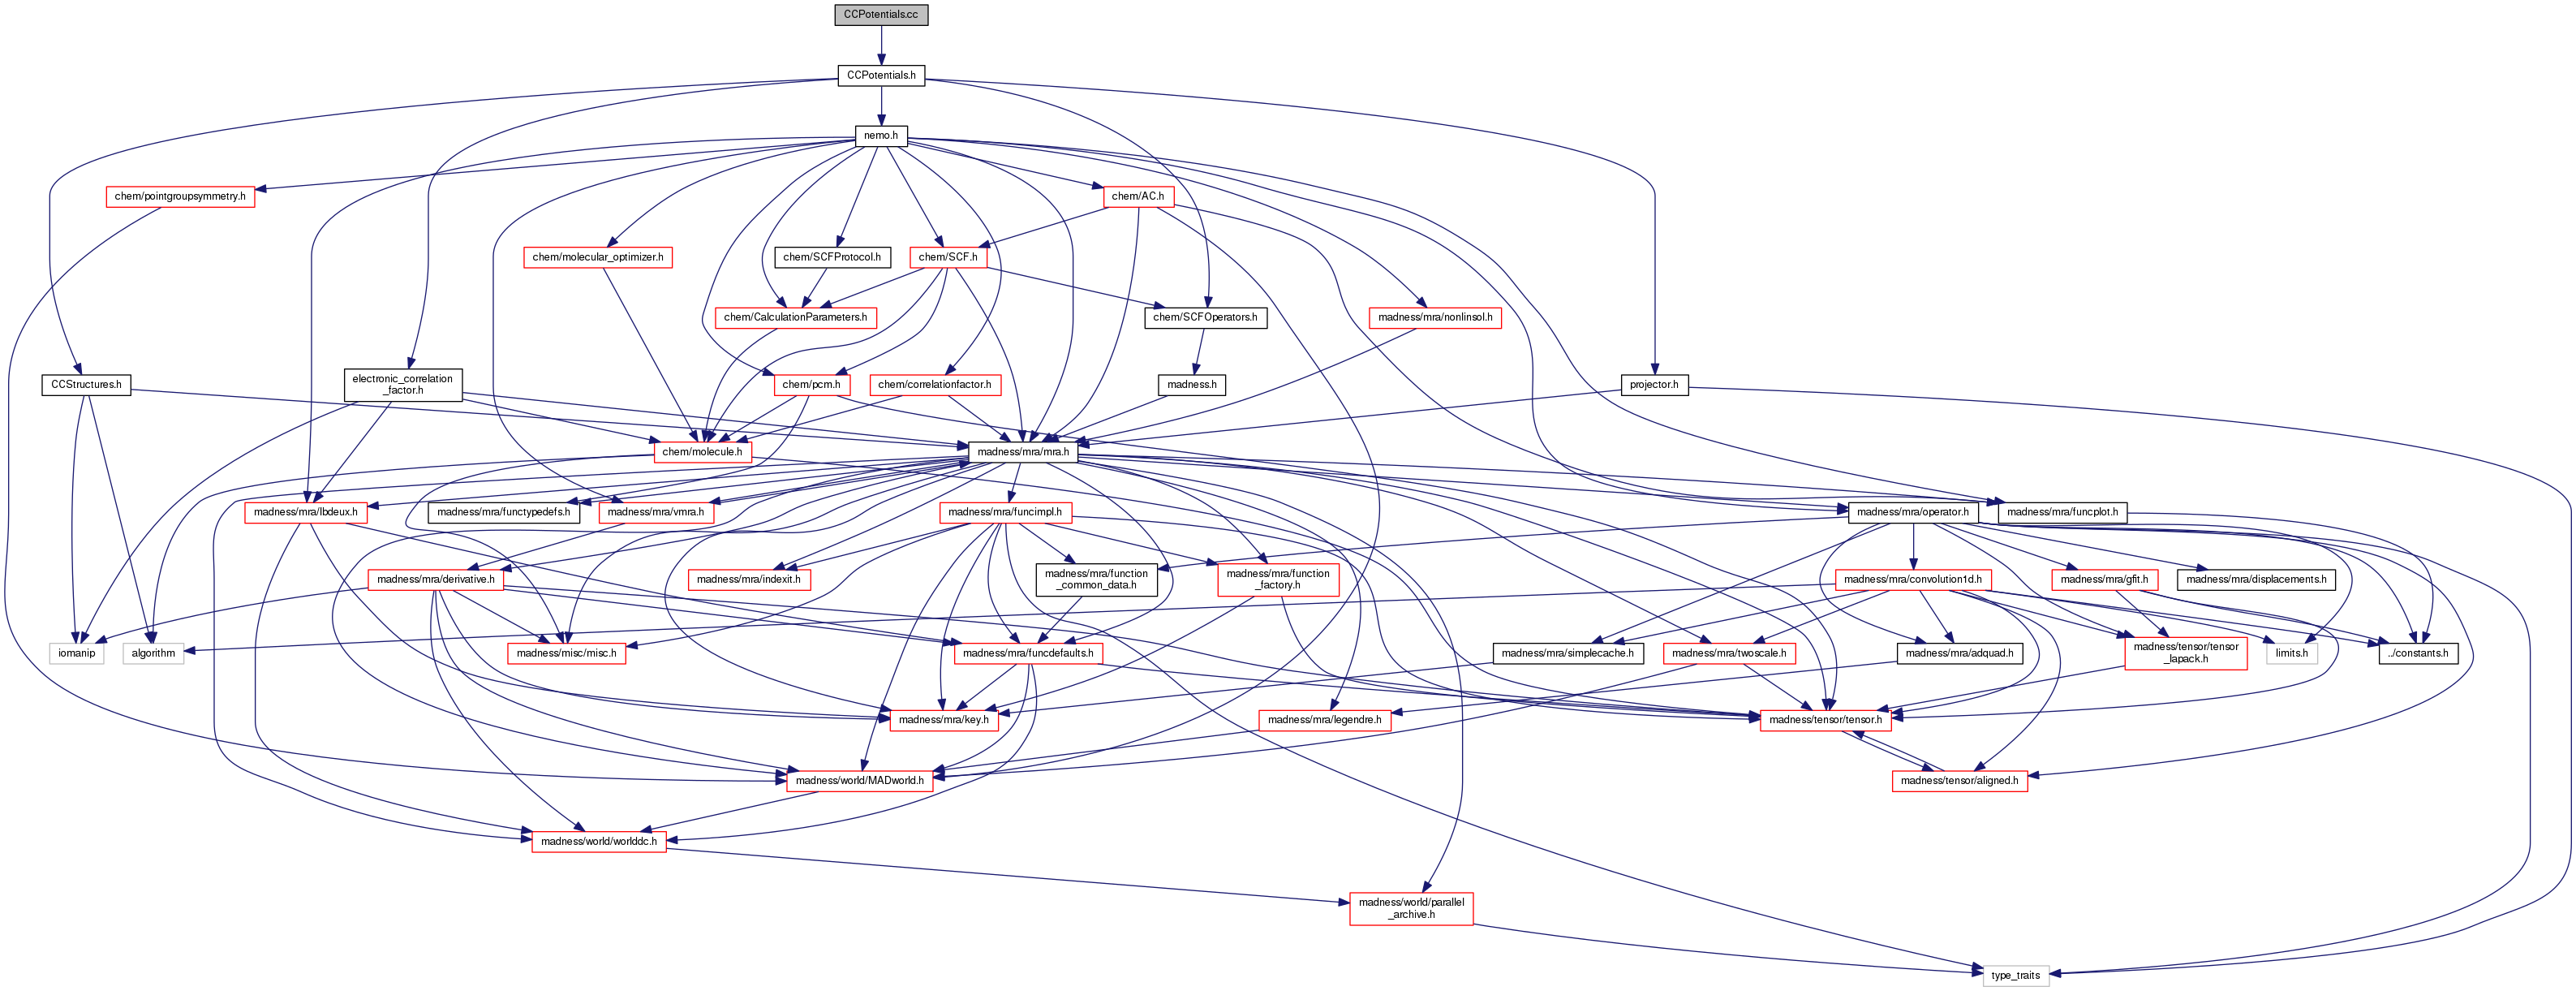 CCPotentials.cc
CCPotentials.h
nemo.h
chem/pointgroupsymmetry.h
chem/AC.h
chem/molecular_optimizer.h
chem/SCFProtocol.h
chem/SCF.h
chem/CalculationParameters.h
chem/SCFOperators.h
madness/mra/nonlinsol.h
CCStructures.h
electronic_correlation
_factor.h
chem/pcm.h
chem/correlationfactor.h
madness.h
projector.h
chem/molecule.h
madness/mra/mra.h
madness/mra/lbdeux.h
madness/mra/functypedefs.h
madness/mra/vmra.h
madness/mra/funcimpl.h
madness/mra/operator.h
madness/mra/funcplot.h
madness/mra/derivative.h
madness/mra/indexit.h
madness/mra/function
_common_data.h
madness/mra/function
_factory.h
madness/mra/convolution1d.h
madness/mra/gfit.h
madness/mra/displacements.h
iomanip
algorithm
madness/misc/misc.h
madness/mra/funcdefaults.h
madness/mra/simplecache.h
madness/mra/twoscale.h
madness/mra/adquad.h
madness/tensor/tensor
_lapack.h
limits.h
../constants.h
madness/mra/key.h
madness/mra/legendre.h
madness/tensor/tensor.h
madness/world/MADworld.h
madness/tensor/aligned.h
madness/world/worlddc.h
madness/world/parallel
_archive.h
type_traits